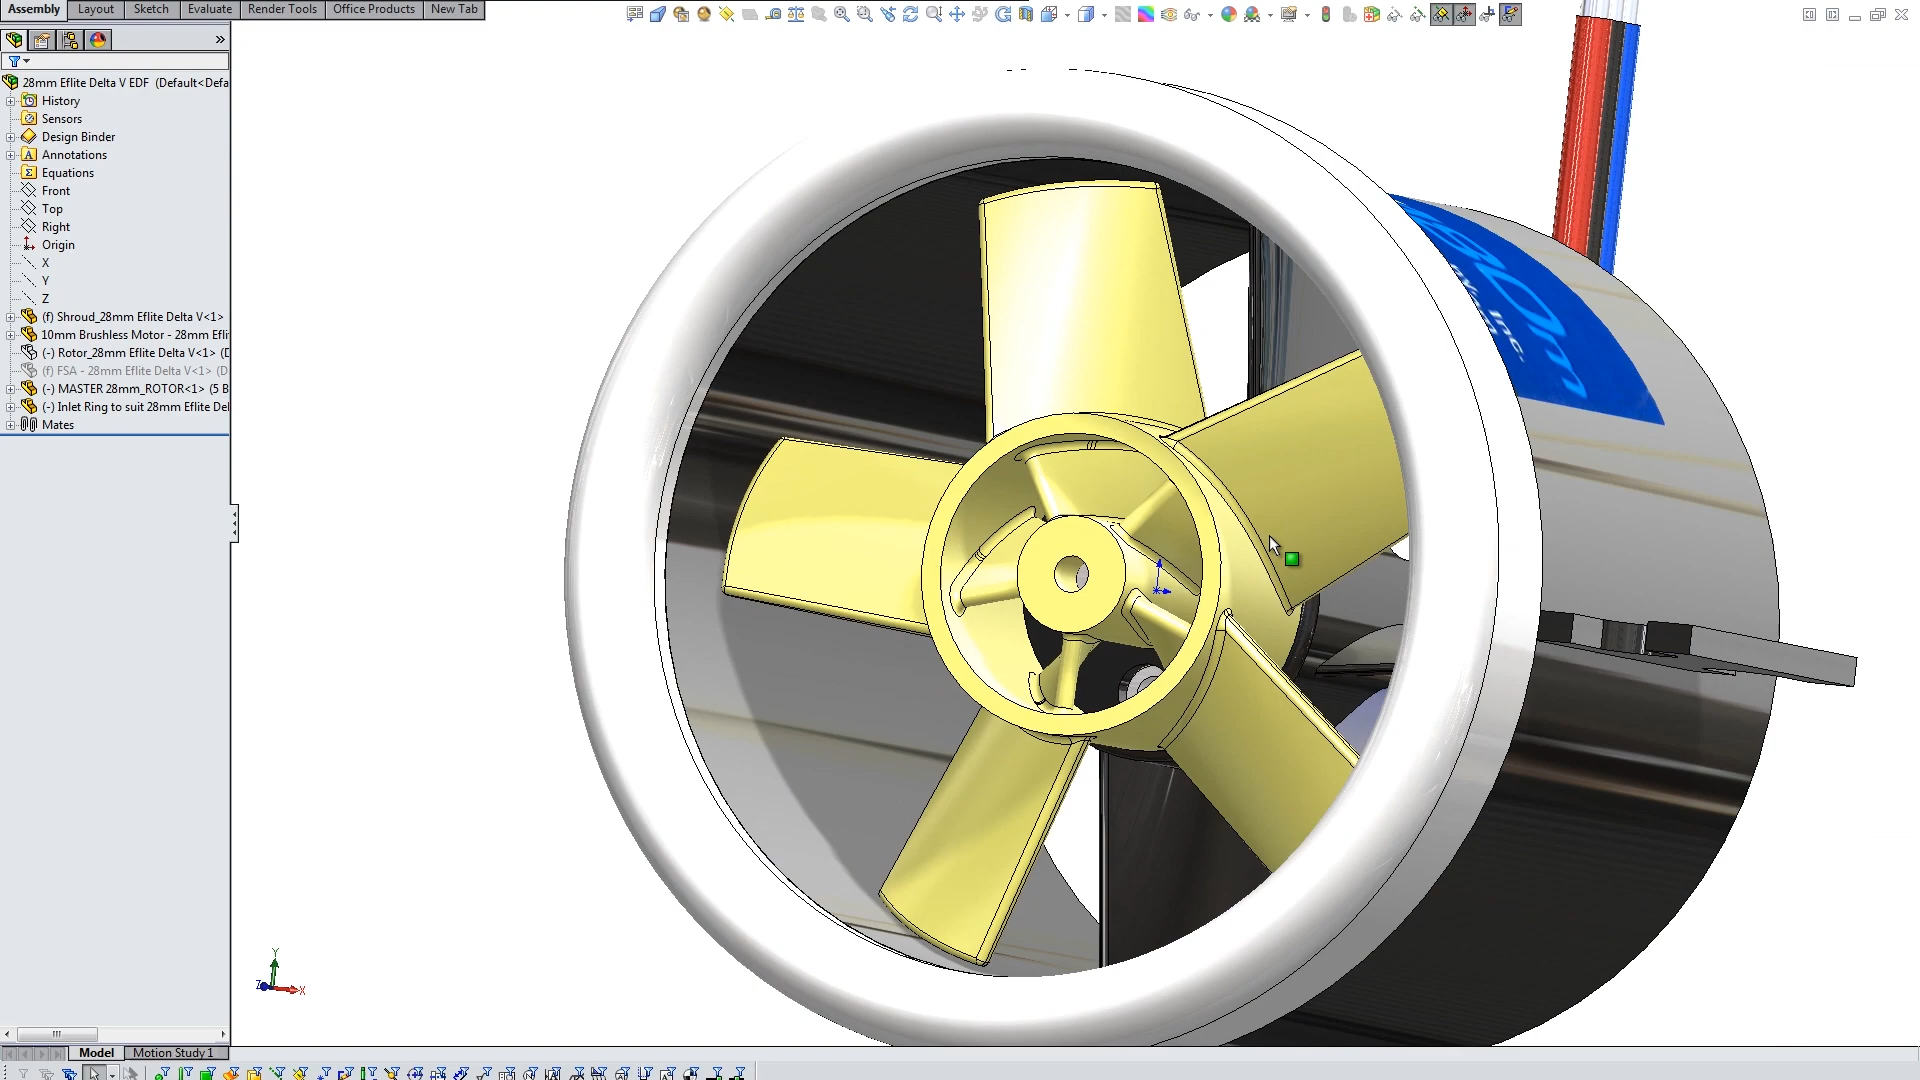 Assembly Layout Sketch Evaluate Render Tools Office Products New Tab
28mm Eflite Delta V EDF (Default<Defa
History
Sensors
Design Binder
Annotations
Equations
Front
Top
Right
Origin
X
Y
Z
(f) Shroud_28mm Eflite Delta V<1>
10mm Brushless Motor - 28mm Efli
(-) Rotor_28mm Eflite Delta V<1> (D
(f) FSA - 28mm Eflite Delta V<1> (D
(-) MASTER 28mm_ROTOR<1> (5 B
(-) Inlet Ring to suit 28mm Eflite Del
Mates
Inc.
Y
Z
X
Model Motion Study 1